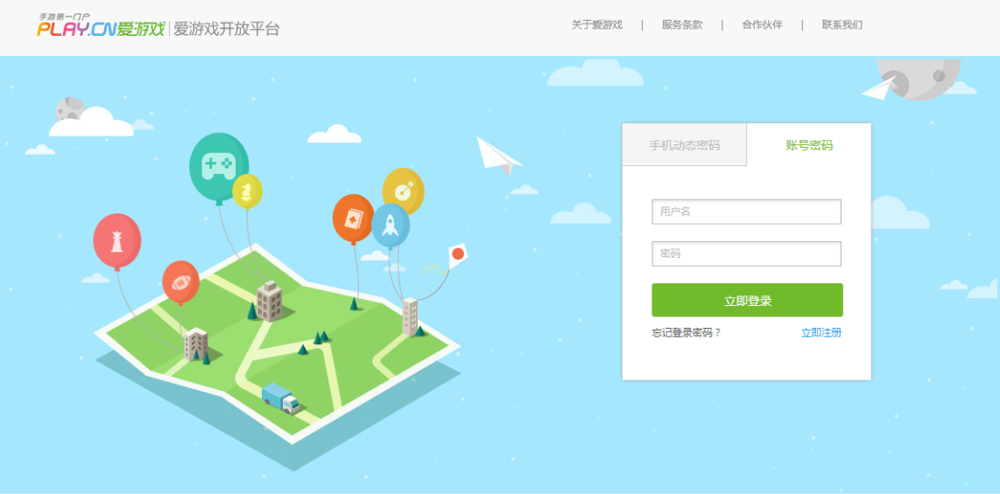 手游第一门户
PLAY.CN爱游戏 | 爱游戏开放平台
关于爱游戏 | 服务条款 | 合作伙伴 | 联系我们
手机动态密码 账号密码
用户名
密码
立即登录
忘记登录密码？ 立即注册